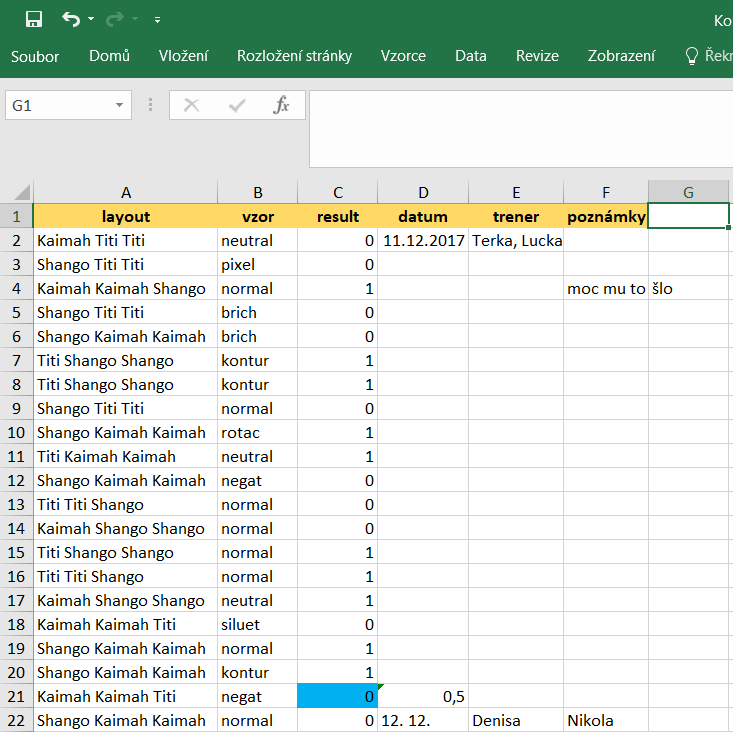 Ko
Soubor Domů Vložení Rozložení stránky Vzorce Data Revize Zobrazení Řekn
G1 fx
A B C D E F G
1 layout vzor result datum trener poznámky
2 Kaimah Titi Titi neutral 0 11.12.2017 Terka, Lucka
3 Shango Titi Titi pixel 0
4 Kaimah Kaimah Shango normal 1 moc mu to šlo
5 Shango Titi Titi brich 0
6 Shango Kaimah Kaimah brich 0
7 Titi Shango Shango kontur 1
8 Titi Shango Shango kontur 1
9 Shango Titi Titi normal 0
10 Shango Kaimah Kaimah rotac 1
11 Titi Kaimah Kaimah neutral 1
12 Shango Kaimah Kaimah negat 0
13 Titi Titi Shango normal 0
14 Kaimah Shango Shango normal 0
15 Titi Shango Shango normal 1
16 Titi Titi Shango normal 1
17 Kaimah Shango Shango neutral 1
18 Kaimah Kaimah Titi siluet 0
19 Shango Kaimah Kaimah normal 1
20 Shango Kaimah Kaimah kontur 1
21 Kaimah Kaimah Titi negat 0 0,5
22 Shango Kaimah Kaimah normal 0 12. 12. Denisa Nikola